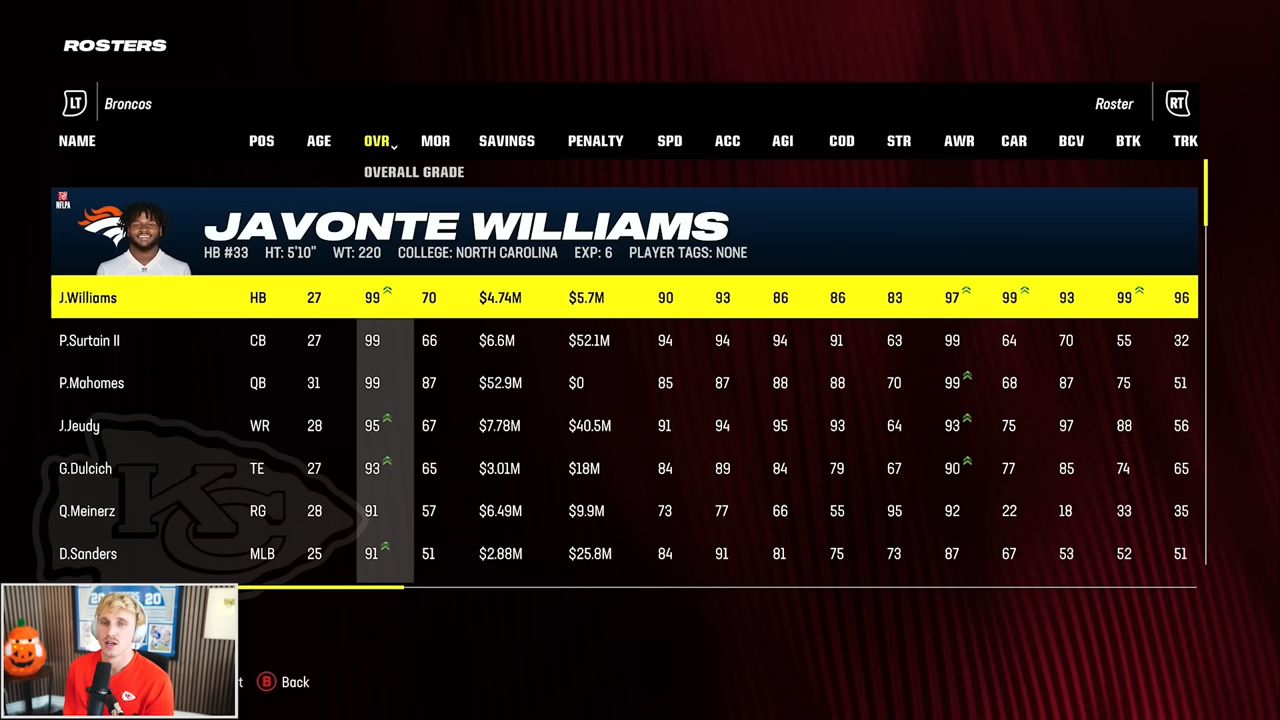 ROSTERS
LT Broncos Roster RT
NAME POS AGE OVR MOR SAVINGS PENALTY SPD ACC AGI COD STR AWR CAR BCV BTK TRK
OVERALL GRADE
NFLPA
JAVONTE WILLIAMS
HB #33 HT: 5'10" WT: 220 COLLEGE: NORTH CAROLINA EXP: 6 PLAYER TAGS: NONE
J.Williams HB 27 99 70 $4.74M $5.7M 90 93 86 86 83 97 99 93 99 96
P.Surtain II CB 27 99 66 $6.6M $52.1M 94 94 94 91 63 99 64 70 55 32
P.Mahomes QB 31 99 87 $52.9M $0 85 87 88 88 70 99 68 87 75 51
J.Jeudy WR 28 95 67 $7.78M $40.5M 91 94 95 93 64 93 75 97 88 56
G.Dulcich TE 27 93 65 $3.01M $18M 84 89 84 79 67 90 77 85 74 65
Q.Meinerz RG 28 91 57 $6.49M $9.9M 73 77 66 55 95 92 22 18 33 35
D.Sanders MLB 25 91 51 $2.88M $25.8M 84 91 81 75 73 87 67 53 52 51
KC
20 20
t B Back